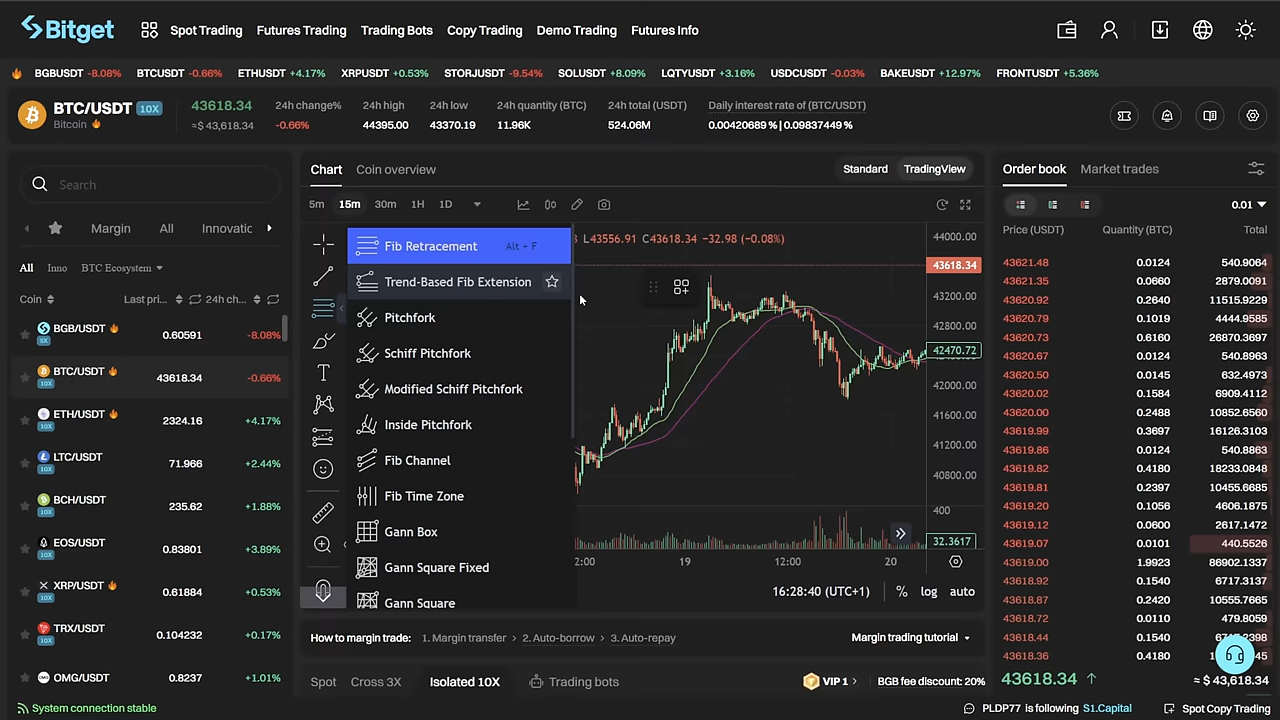 Bitget Spot Trading Futures Trading Trading Bots Copy Trading Demo Trading Futures Info
BGBUSDT -8.08% BTCUSDT -0.66% ETHUSDT +4.17% XRPUSDT +0.53% STORJUSDT -9.54% SOLUSDT +8.09% LQTYUSDT +3.16% USDCUSDT -0.03% BAKEUSDT +12.97% FRONTUSDT +5.36%
BTC/USDT 10X
Bitcoin
43618.34
≈$ 43,618.34
24h change%
-0.66%
24h high
44395.00
24h low
43370.19
24h quantity (BTC)
11.96K
24h total (USDT)
524.06M
Daily interest rate of (BTC/USDT)
0.00420689 % | 0.09837449 %
Search
Margin All Innovatic
All Inno BTC Ecosystem
Coin Last pri... 24h ch...
BGB/USDT 0.60591 -8.08%
5X
BTC/USDT 43618.34 -0.66%
10X
ETH/USDT 2324.16 +4.17%
10X
LTC/USDT 71.966 +2.44%
10X
BCH/USDT 235.62 +1.88%
10X
EOS/USDT 0.83801 +3.89%
10X
XRP/USDT 0.61884 +0.53%
10X
TRX/USDT 0.104232 +0.17%
10X
OMG/USDT 0.8237 +1.01%
System connection stable
Chart Coin overview Standard TradingView
5m 15m 30m 1H 1D
L43556.91 C43618.34 -32.98 (-0.08%)
Fib Retracement Alt + F
Trend-Based Fib Extension
Pitchfork
Schiff Pitchfork
Modified Schiff Pitchfork
Inside Pitchfork
Fib Channel
Fib Time Zone
Gann Box
Gann Square Fixed
Gann Square
44000.00
43618.34
43200.00
42800.00
42470.72
42000.00
41600.00
41200.00
40800.00
400
32.3617
2:00 19 12:00 20
16:28:40 (UTC+1) % log auto
How to margin trade: 1. Margin transfer > 2. Auto-borrow > 3. Auto-repay Margin trading tutorial
Spot Cross 3X Isolated 10X Trading bots VIP 1 > BGB fee discount: 20%
Order book Market trades
0.01
Price (USDT) Quantity (BTC) Total
43621.48 0.0124 540.9064
43621.35 0.0660 2879.0091
43620.92 0.2640 11515.9229
43620.79 0.1019 4444.9585
43620.73 0.6160 26870.3697
43620.67 0.0124 540.8963
43620.50 0.0145 632.4973
43620.02 0.1584 6909.4112
43620.00 0.2488 10852.6560
43619.99 0.3697 16126.3103
43619.86 0.0124 540.8863
43619.82 0.4180 18233.0848
43619.81 0.2397 10455.6685
43619.20 0.1056 4606.1875
43619.12 0.0600 2617.1472
43619.07 0.0101 440.5526
43619.00 1.9923 86902.1337
43618.92 0.1540 6717.3137
43618.87 0.2420 10555.7665
43618.72 0.0110 479.8059
43618.44 0.1540
43618.36 0.4180
43618.34 ↑ ≈ $ 43,618.34
PLDP77 is following S1.Capital Spot Copy Trading